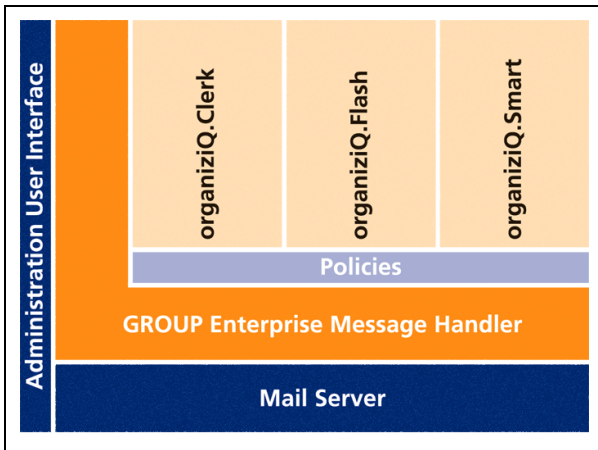 Administration User Interface
organiziQ.Clerk
organiziQ.Flash
organiziQ.Smart
Policies
GROUP Enterprise Message Handler
Mail Server